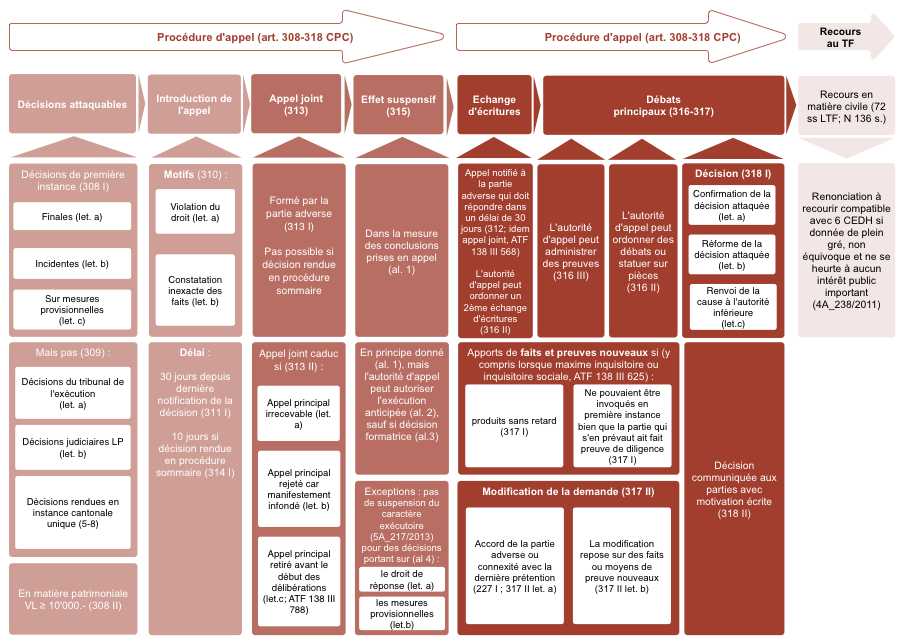 Procédure d'appel (art. 308-318 CPC)
Procédure d'appel (art. 308-318 CPC)
Recours
au TF
Décisions attaquables
Introduction de
l'appel
Appel joint
(313)
Effet suspensif
(315)
Echange
d'écritures
Débats
principaux (316-317)
Recours en
matière civile (72
ss LTF; N 136 s.)
Décisions de première
instance (308 I)
Finales (let. a)
Incidentes (let. b)
Sur mesures
provisionnelles
(let. c)
Motifs (310) :
Violation du
droit (let. a)
Constatation
inexacte des
faits (let. b)
Formé par la
partie adverse
(313 I)
Pas possible si
décision rendue
en procédure
sommaire
Dans la mesure
des conclusions
prises en appel
(al. 1)
Appel notifié à
la partie
adverse qui doit
répondre dans
un délai de 30
jours (312; idem
appel joint, ATF
138 III 568)
L'autorité
d'appel peut
ordonner un
2ème échange
d'écritures
(316 II)
L'autorité
d'appel peut
administrer
des preuves
(316 III)
L'autorité
d'appel peut
ordonner des
débats ou
statuer sur
pièces
(316 II)
Décision (318 I)
Confirmation de la
décision attaquée
(let. a)
Réforme de la
décision attaquée
(let. b)
Renvoi de la
cause à l'autorité
inférieure
(let.c)
Renonciation à
recourir compatible
avec 6 CEDH si
donnée de plein
gré, non
équivoque et ne se
heurte à aucun
intérêt public
important
(4A_238/2011)
Mais pas (309) :
Décisions du tribunal de
l'exécution
(let. a)
Décisions judiciaires LP
(let. b)
Décisions rendues en
instance cantonale
unique (5-8)
En matière patrimoniale
VL ≥ 10'000.- (308 II)
Délai :
30 jours depuis
dernière
notification de la
décision (311 I)
10 jours si
décision rendue
en procédure
sommaire (314 I)
Appel joint caduc
si (313 II) :
Appel principal
irrecevable (let.
a)
Appel principal
rejeté car
manifestement
infondé (let. b)
Appel principal
retiré avant le
début des
délibérations
(let.c; ATF 138 III
788)
En principe donné
(al. 1), mais
l'autorité d'appel
peut autoriser
l'exécution
anticipée (al. 2),
sauf si décision
formatrice (al.3)
Exceptions : pas
de suspension du
caractère
exécutoire
(5A_217/2013)
pour des décisions
portant sur (al 4) :
le droit de
réponse (let. a)
les mesures
provisionnelles
(let.b)
Apports de faits et preuves nouveaux si (y
compris lorsque maxime inquisitoire ou
inquisitoire sociale, ATF 138 III 625) :
produits sans retard
(317 I)
Ne pouvaient être
invoqués en
première instance
bien que la partie qui
s'en prévaut ait fait
preuve de diligence
(317 I)
Modification de la demande (317 II)
Accord de la partie
adverse ou
connexité avec la
dernière prétention
(227 I ; 317 II let. a)
La modification
repose sur des faits
ou moyens de
preuve nouveaux
(317 II let. b)
Décision
communiquée aux
parties avec
motivation écrite
(318 II)